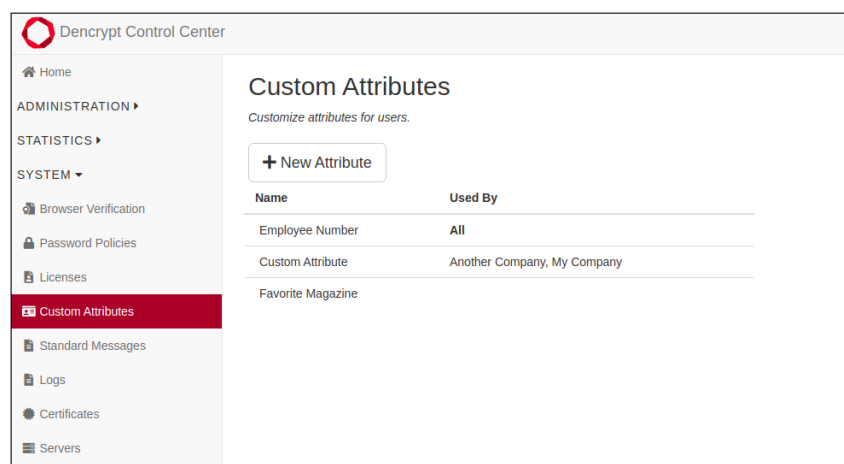 Dencrypt Control Center
Home
ADMINISTRATION
STATISTICS
SYSTEM
Browser Verification
Password Policies
Licenses
Custom Attributes
Standard Messages
Logs
Certificates
Servers
Custom Attributes
Customize attributes for users.
New Attribute
Name Used By
Employee Number All
Custom Attribute Another Company, My Company
Favorite Magazine